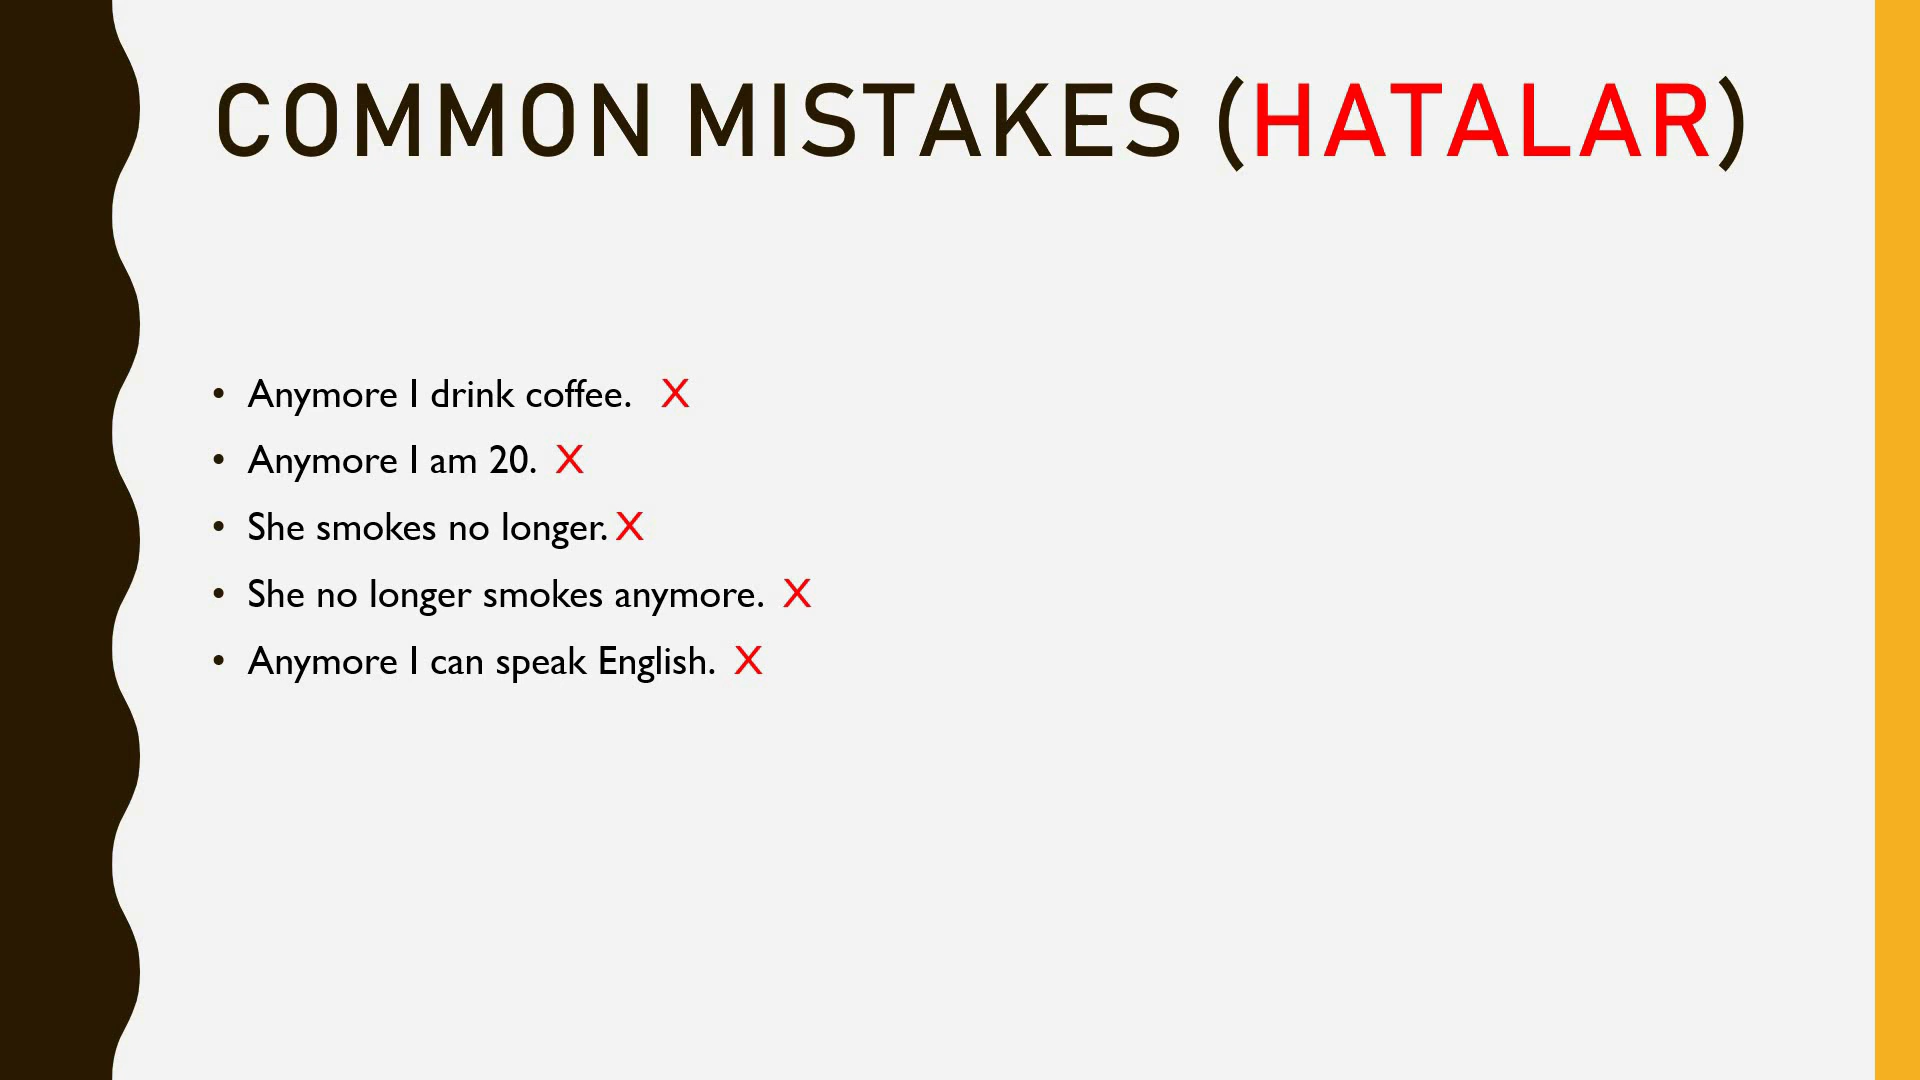 COMMON MISTAKES (HATALAR)
• Anymore I drink coffee. X
• Anymore I am 20. X
• She smokes no longer. X
• She no longer smokes anymore. X
• Anymore I can speak English. X